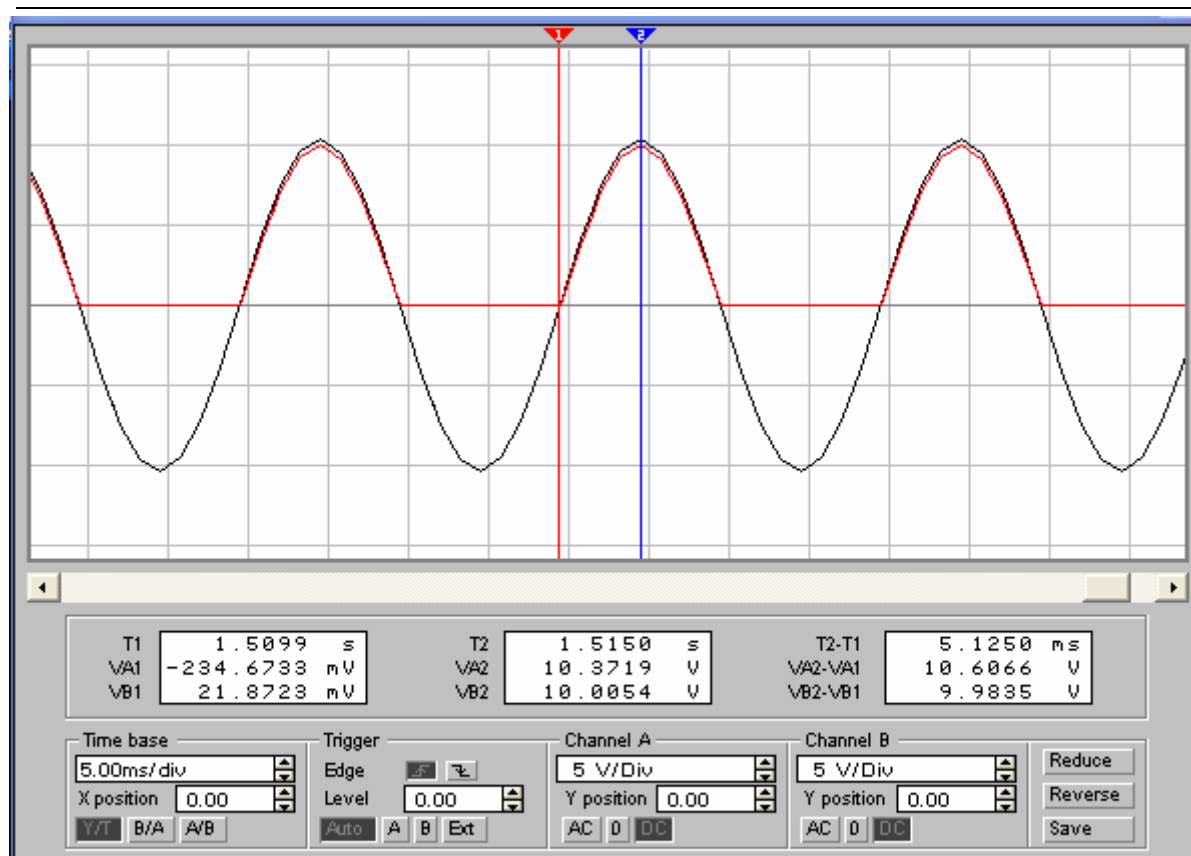 1 2
T1 1.5099 s T2 1.5150 s T2-T1 5.1250 ms
VA1 -234.6733 mV VA2 10.3719 V VA2-VA1 10.6066 V
VB1 21.8723 mV VB2 10.0054 V VB2-VB1 9.9835 V
Time base Trigger Channel A Channel B
5.00ms/div Edge 5 V/Div 5 V/Div Reduce
X position 0.00 Level 0.00 Y position 0.00 Y position 0.00 Reverse
Y/T B/A A/B Auto A B Ext AC 0 DC AC 0 DC Save